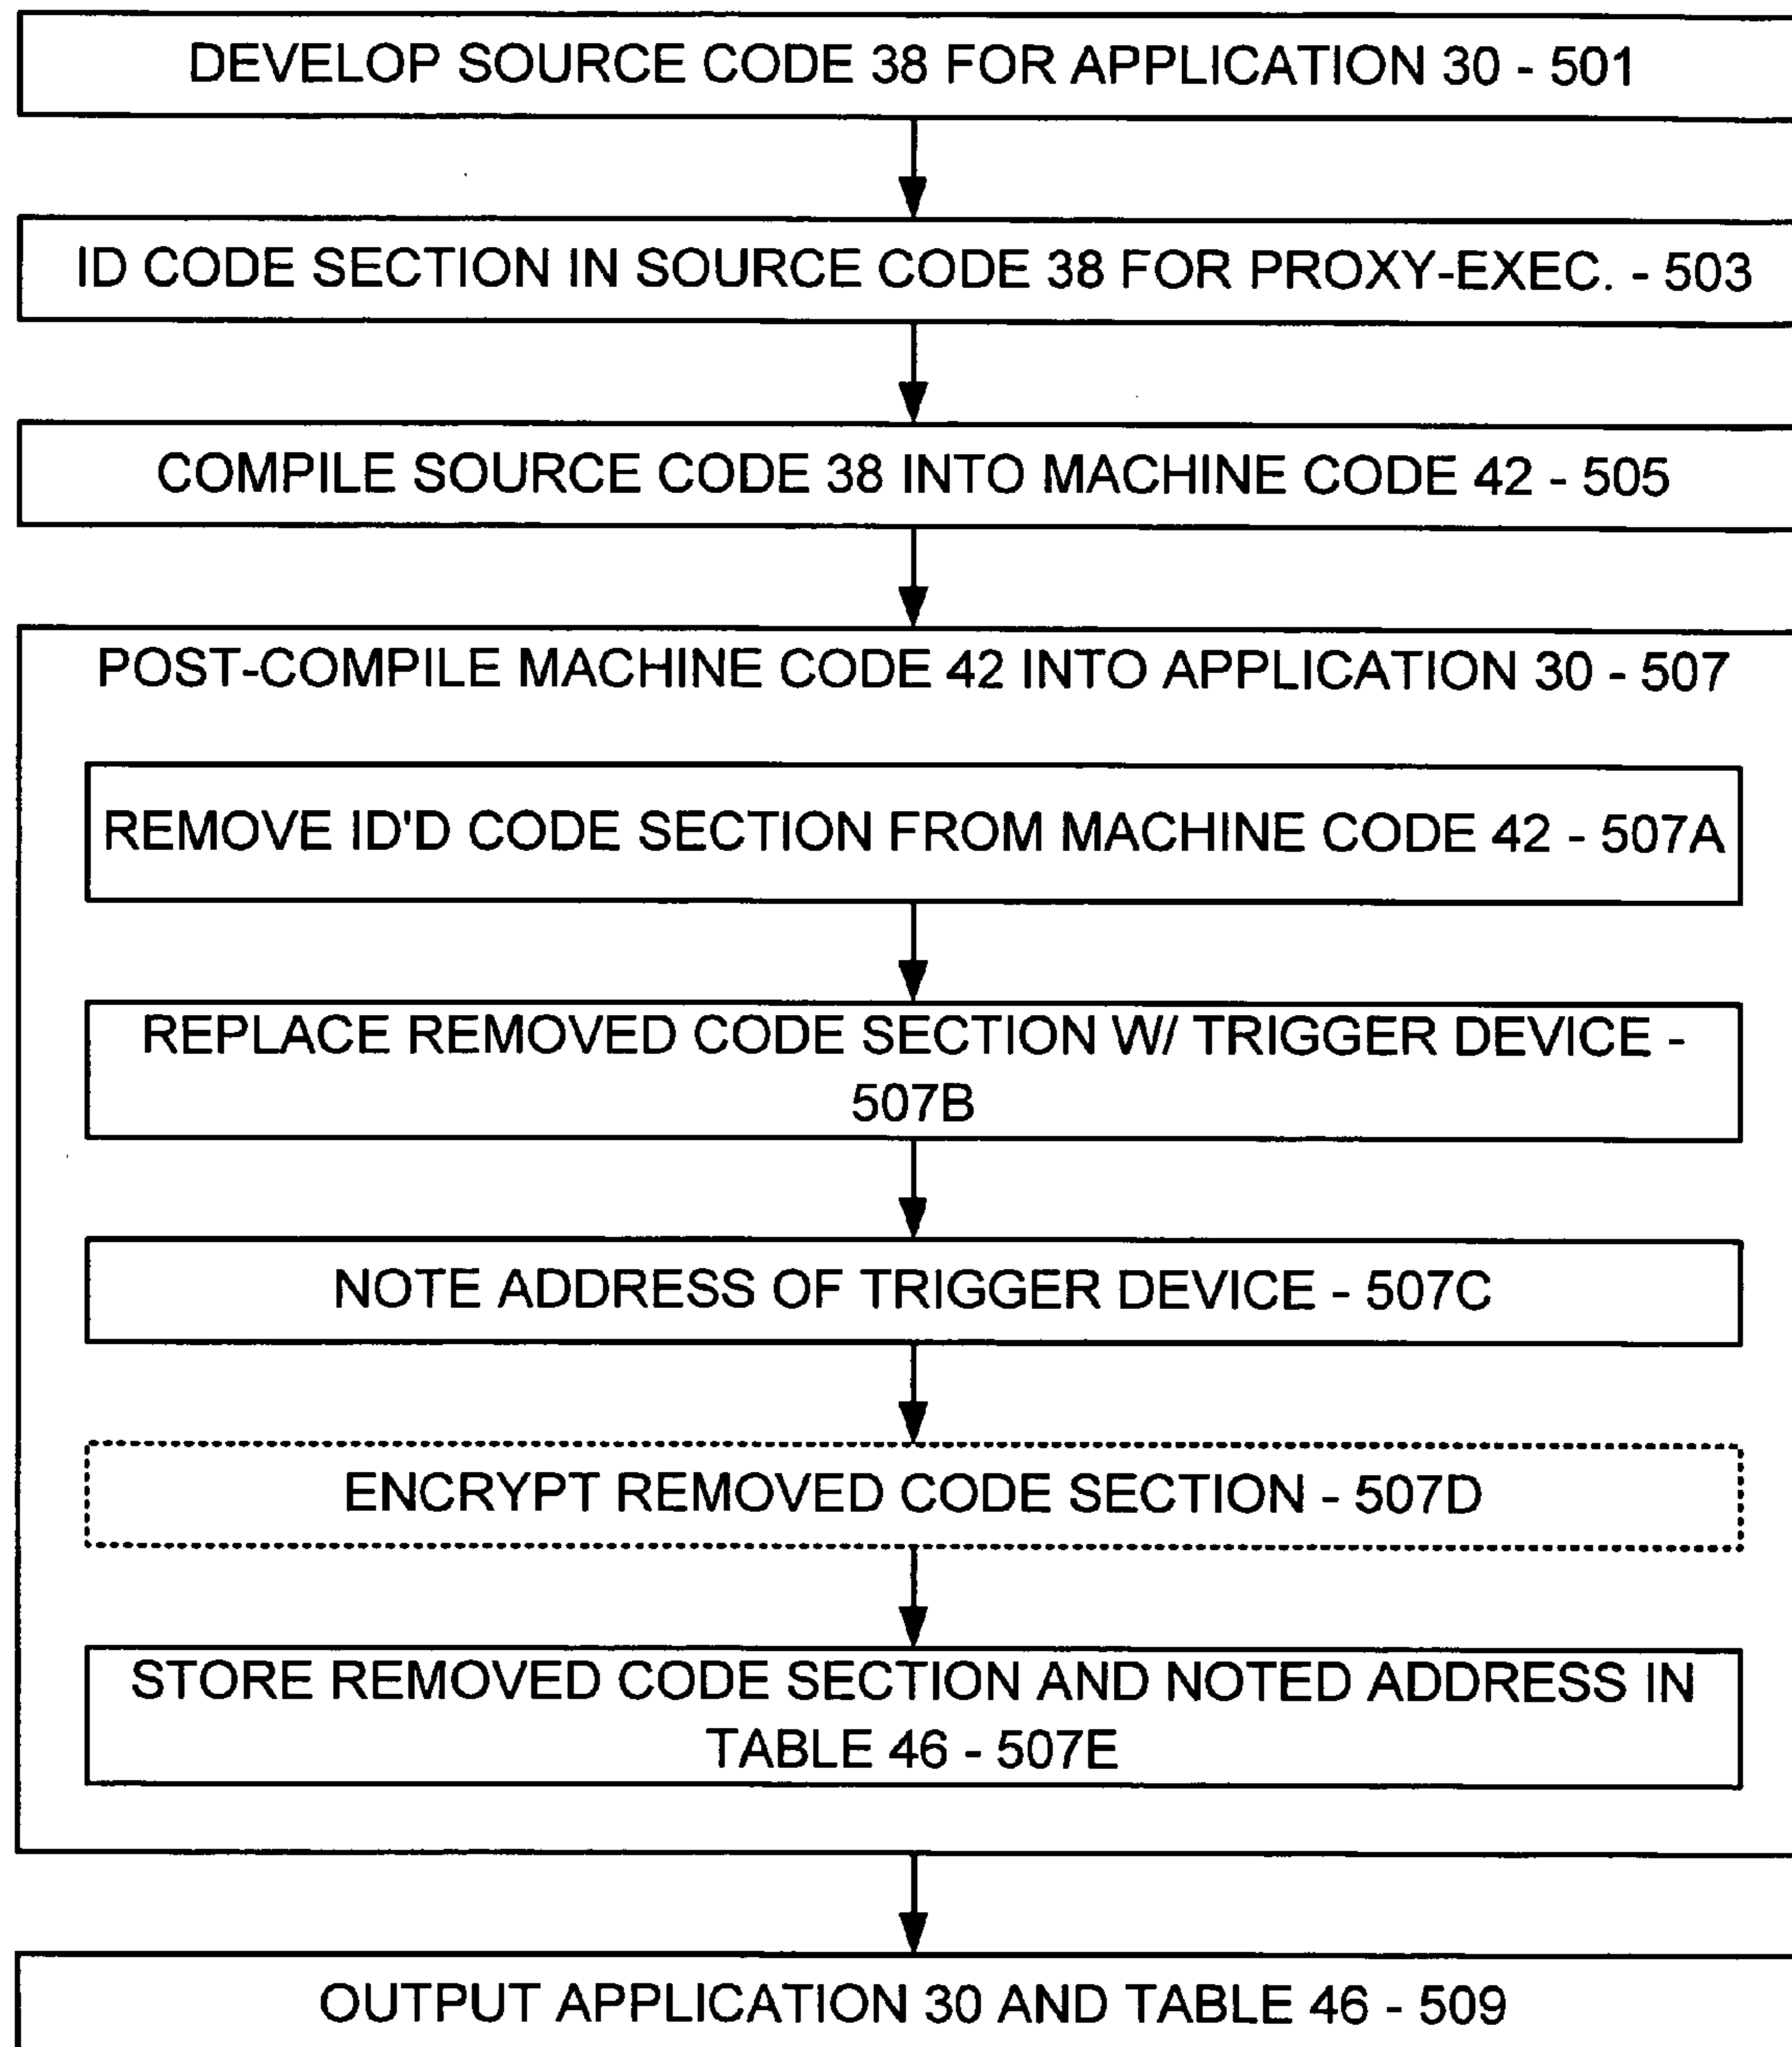 DEVELOP SOURCE CODE 38 FOR APPLICATION 30 - 501
ID CODE SECTION IN SOURCE CODE 38 FOR PROXY-EXEC. - 503
COMPILE SOURCE CODE 38 INTO MACHINE CODE 42 - 505
POST-COMPILE MACHINE CODE 42 INTO APPLICATION 30 - 507
REMOVE ID'D CODE SECTION FROM MACHINE CODE 42 - 507A
REPLACE REMOVED CODE SECTION W/ TRIGGER DEVICE -
507B
NOTE ADDRESS OF TRIGGER DEVICE - 507C
ENCRYPT REMOVED CODE SECTION - 507D
STORE REMOVED CODE SECTION AND NOTED ADDRESS IN
TABLE 46 - 507E
OUTPUT APPLICATION 30 AND TABLE 46 - 509